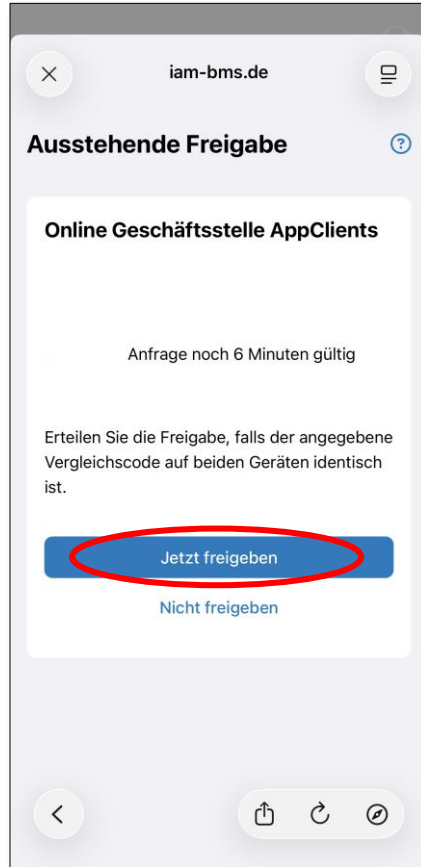 iam-bms.de
Ausstehende Freigabe
Online Geschäftsstelle AppClients
Anfrage noch 6 Minuten gültig
Erteilen Sie die Freigabe, falls der angegebene
Vergleichscode auf beiden Geräten identisch
ist.
Jetzt freigeben
Nicht freigeben